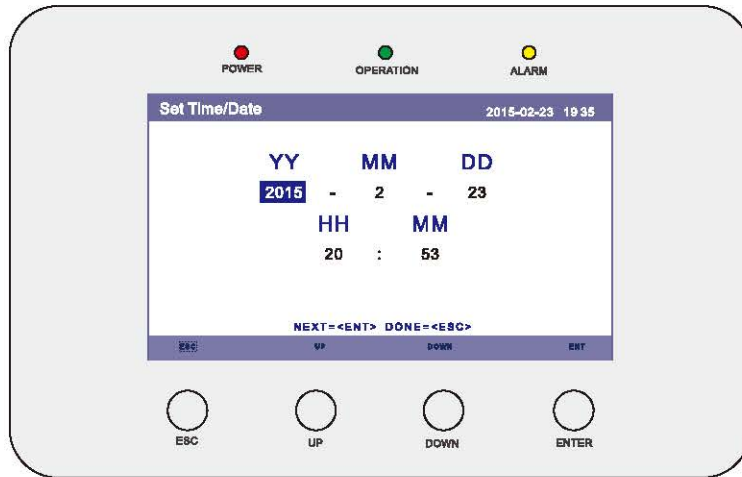 POWER OPERATION ALARM
Set Time/Date 2015-02-23 19 35
YY MM DD
2015 - 2 - 23
HH MM
20 : 53
NEXT=<ENT> DONE=<ESC>
ESC UP DOWN ENT
ESC UP DOWN ENTER